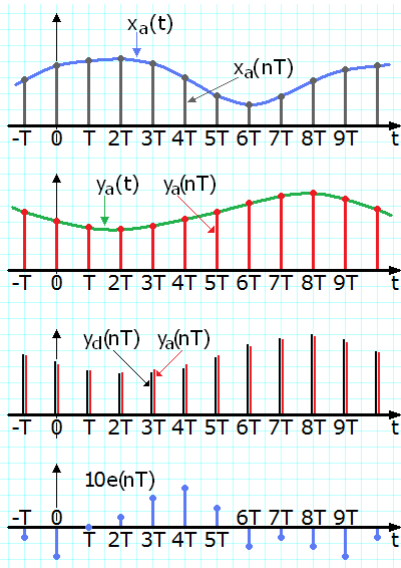 xa(t)
xa(nT)
-T 0 T 2T 3T 4T 5T 6T 7T 8T 9T t
ya(t) ya(nT)
-T 0 T 2T 3T 4T 5T 6T 7T 8T 9T t
yd(nT) ya(nT)
-T 0 T 2T 3T 4T 5T 6T 7T 8T 9T t
10e(nT)
-T 0 6T 7T 8T 9T
T 2T 3T 4T 5T t